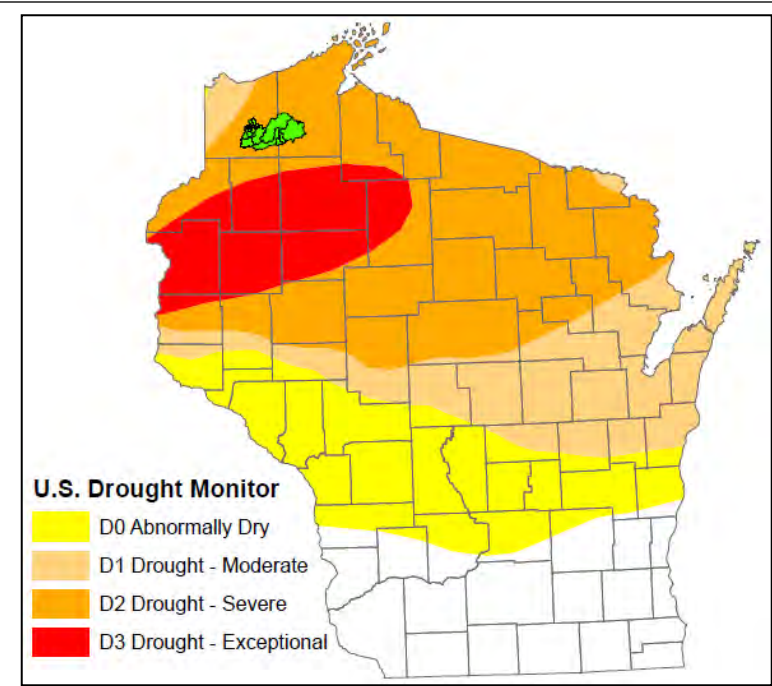 U.S. Drought Monitor
D0 Abnormally Dry
D1 Drought - Moderate
D2 Drought - Severe
D3 Drought - Exceptional